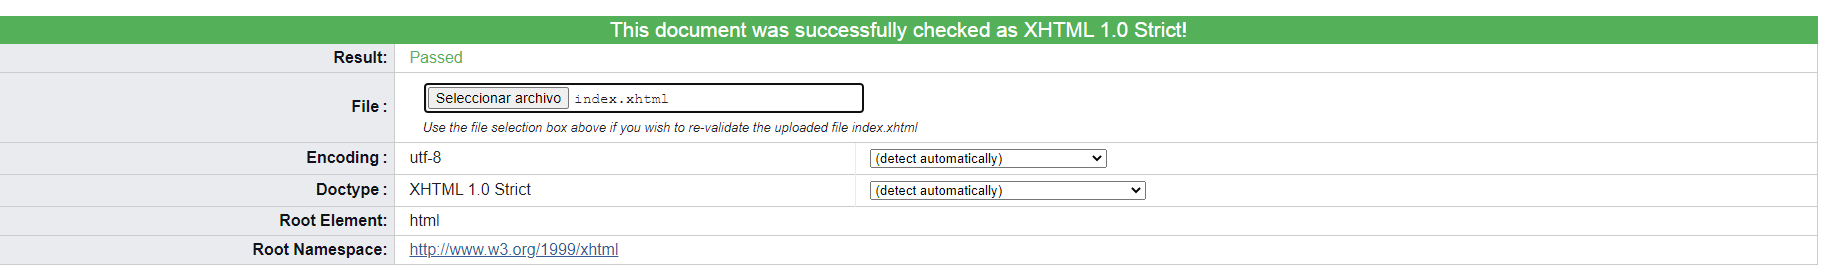 This document was successfully checked as XHTML 1.0 Strict!
Result: Passed
File : Seleccionar archivo index.xhtml
Use the file selection box above if you wish to re-validate the uploaded file index.xhtml
Encoding : utf-8 (detect automatically)
Doctype : XHTML 1.0 Strict (detect automatically)
Root Element: html
Root Namespace: http://www.w3.org/1999/xhtml